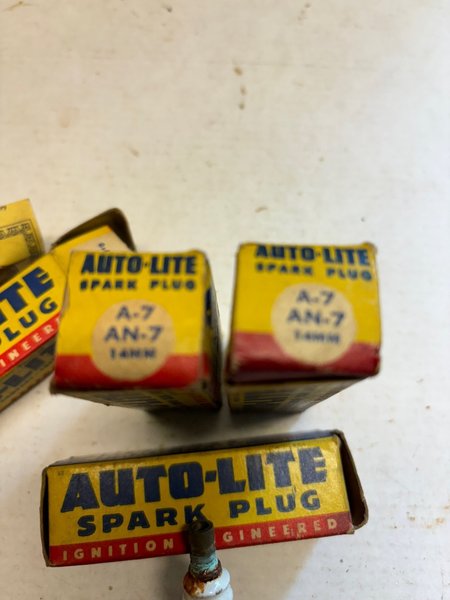 AUTO-LITE
SPARK PLUG
A-7
AN-7
14MM
AUTO-LITE
SPARK PLUG
A-7
AN-7
14MM
ITE
PLUG
GINEERED
AUTO-LITE
SPARK PLUG
IGNITION GINEERED